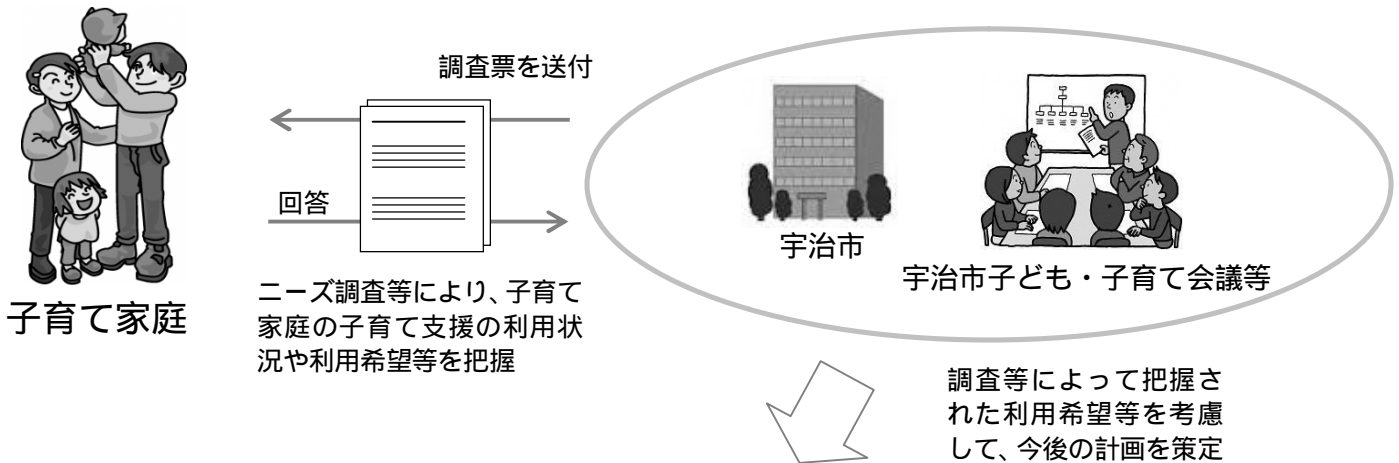 調査票を送付
回答
宇治市
宇治市子ども・子育て会議等
子育て家庭
ニーズ調査等により、子育て
家庭の子育て支援の利用状
況や利用希望等を把握
調査等によって把握さ
れた利用希望等を考慮
して、今後の計画を策定